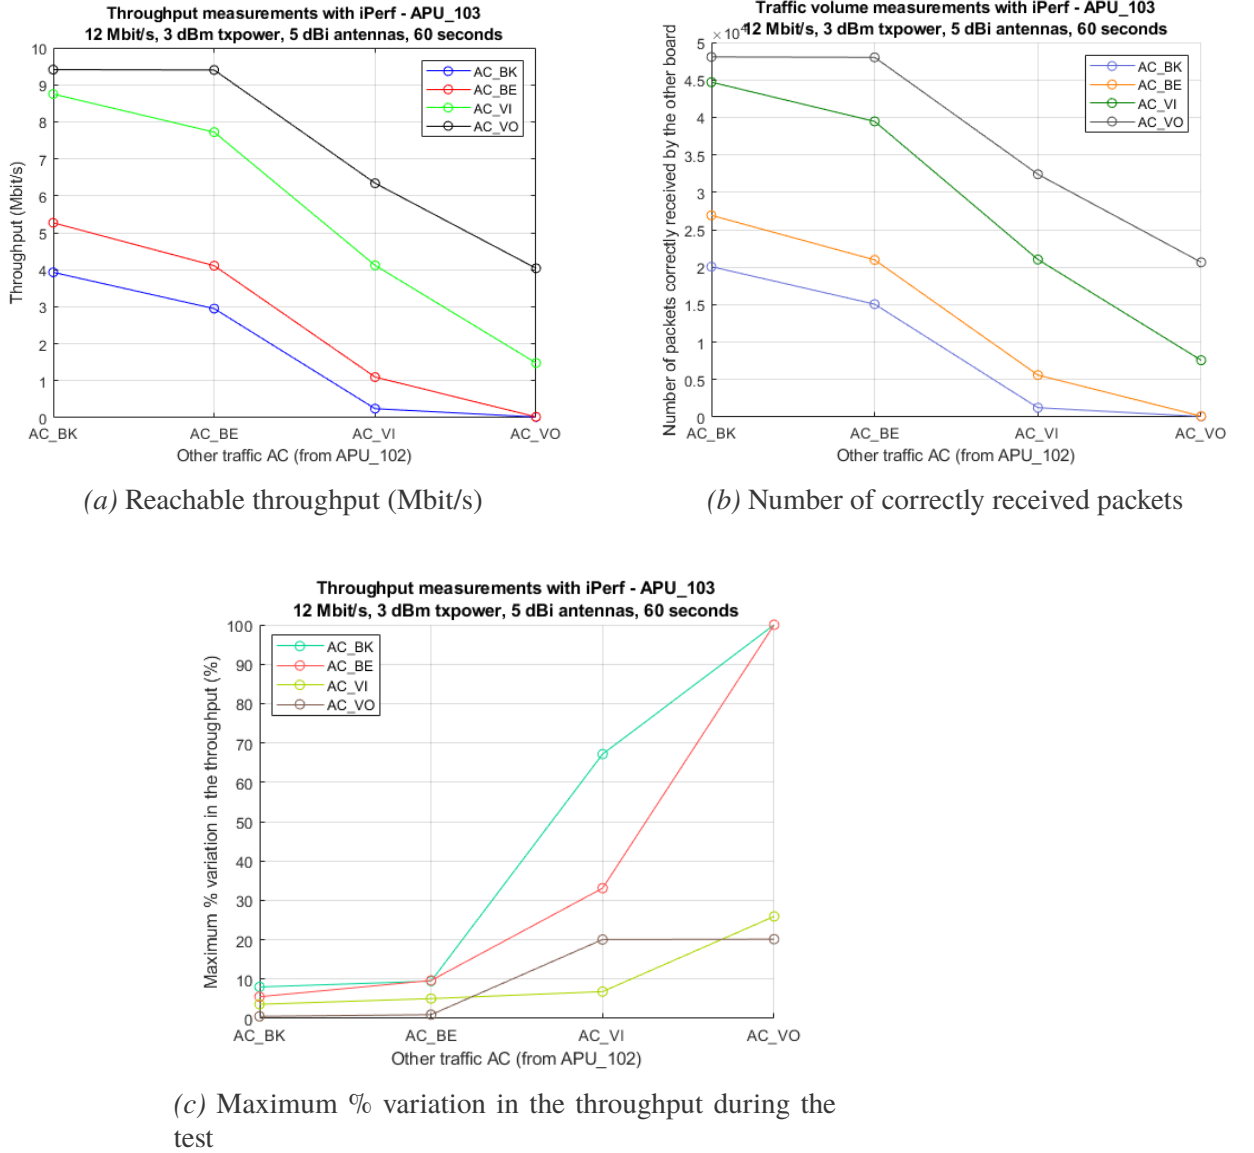 Throughput measurements with iPerf - APU_103
12 Mbit/s, 3 dBm txpower, 5 dBi antennas, 60 seconds
10
9
8
7
6
5
4
3
2
1
0
Throughput (Mbit/s)
AC_BK
AC_BE
AC_VI
AC_VO
AC_BK
AC_BE
AC_VI
AC_VO
Other traffic AC (from APU_102)
(a) Reachable throughput (Mbit/s)
Traffic volume measurements with iPerf - APU_103
×10⁴
12 Mbit/s, 3 dBm txpower, 5 dBi antennas, 60 seconds
5
4.5
4
3.5
3
2.5
2
1.5
1
0.5
0
Number of packets correctly received by the other board
AC_BK
AC_BE
AC_VI
AC_VO
AC_BK
AC_BE
AC_VI
AC_VO
Other traffic AC (from APU_102)
(b) Number of correctly received packets
Throughput measurements with iPerf - APU_103
12 Mbit/s, 3 dBm txpower, 5 dBi antennas, 60 seconds
100
90
80
70
60
50
40
30
20
10
0
Maximum % variation in the throughput (%)
AC_BK
AC_BE
AC_VI
AC_VO
AC_BK
AC_BE
AC_VI
AC_VO
Other traffic AC (from APU_102)
(c) Maximum % variation in the throughput during the
test